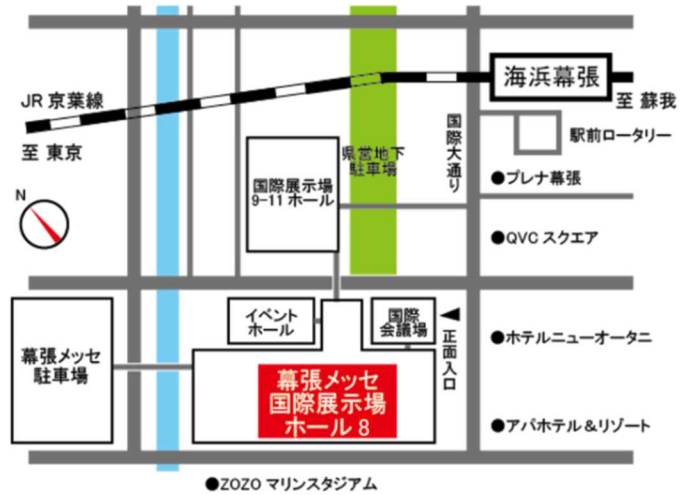 海浜幕張
JR 京葉線
至 蘇我
至 東京
国際大通り
駅前ロータリー
県営地下
駐車場
国際展示場
9-11 ホール
●プレナ幕張
N
●QVC スクエア
イベント
ホール
国際
会議場
◀
正面入口
●ホテルニューオータニ
幕張メッセ
駐車場
幕張メッセ
国際展示場
ホール 8
●アパホテル&リゾート
●ZOZO マリンスタジアム